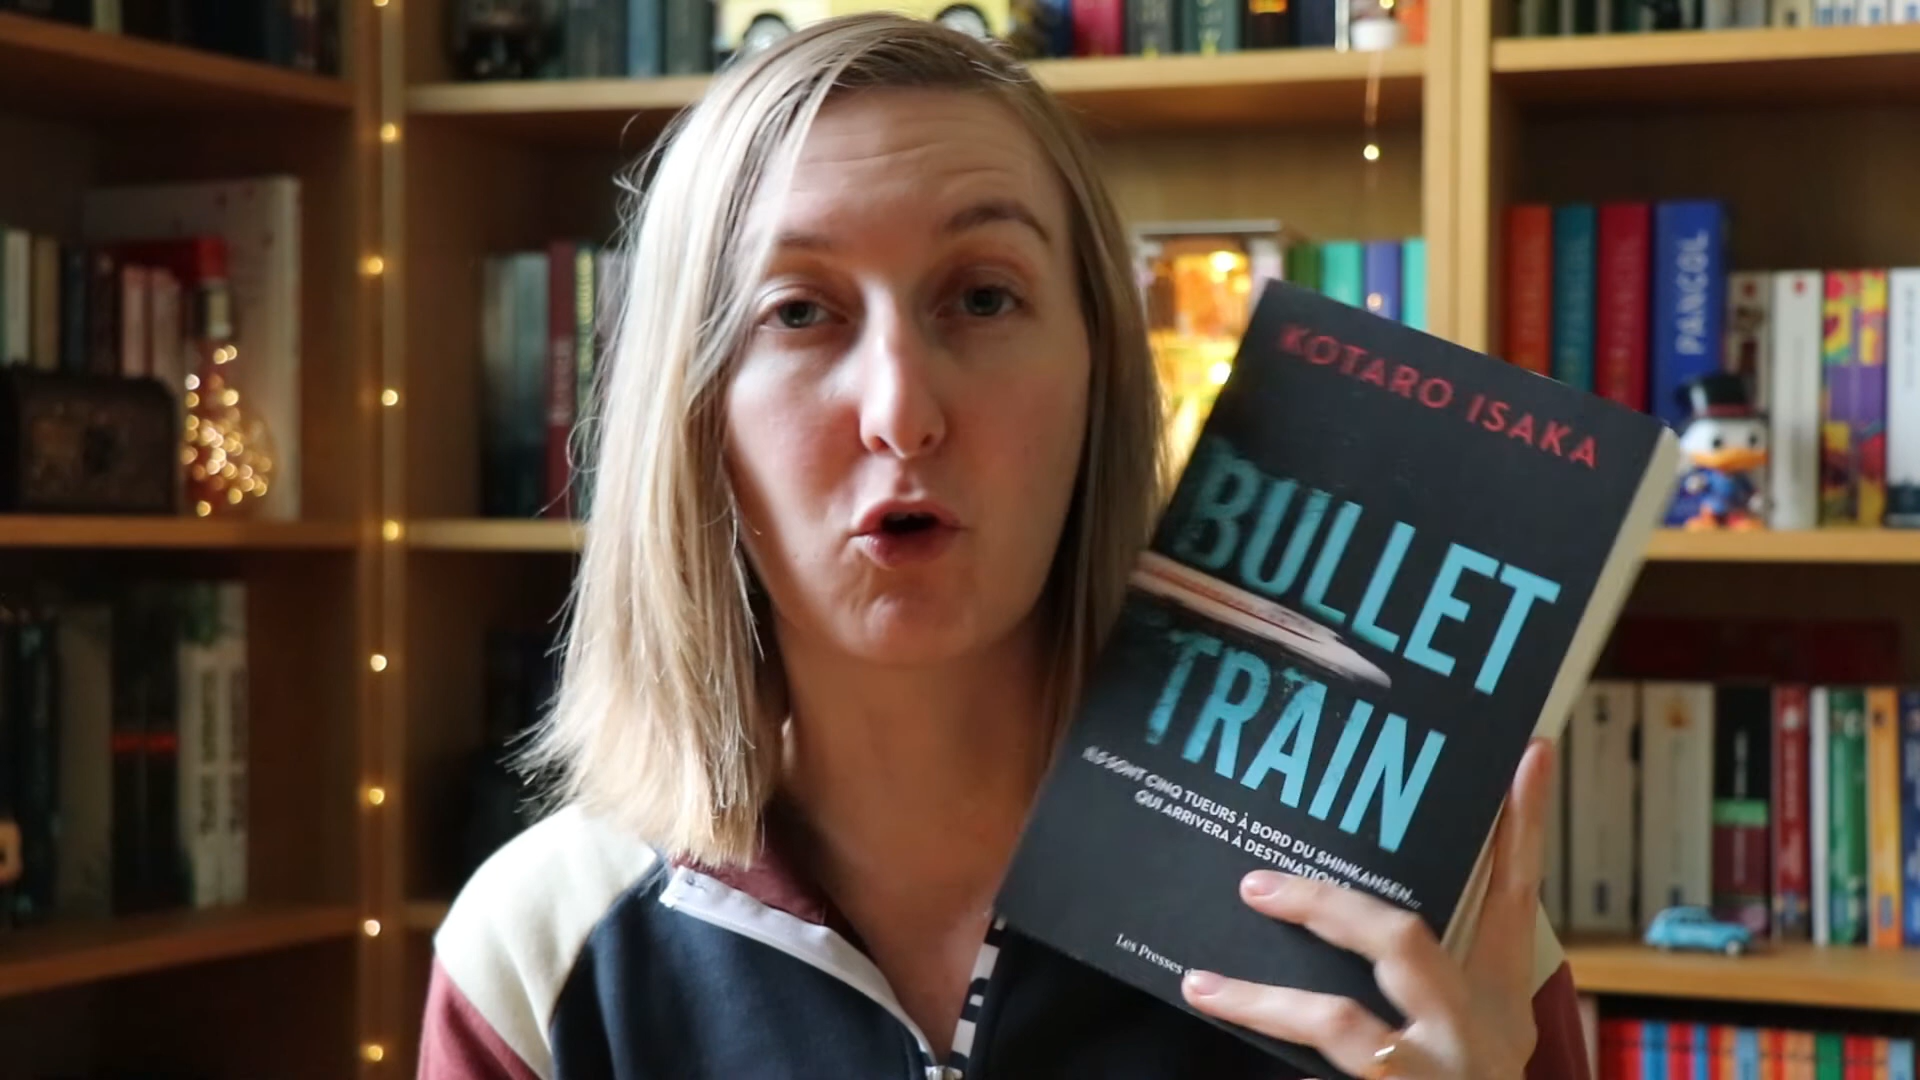 KOTARO ISAKA
BULLET
TRAIN
ILS SONT CINQ TUEURS À BORD DU SHINKANSEN...
QUI ARRIVERA À DESTINATION ?
Les Presses
PANCOL